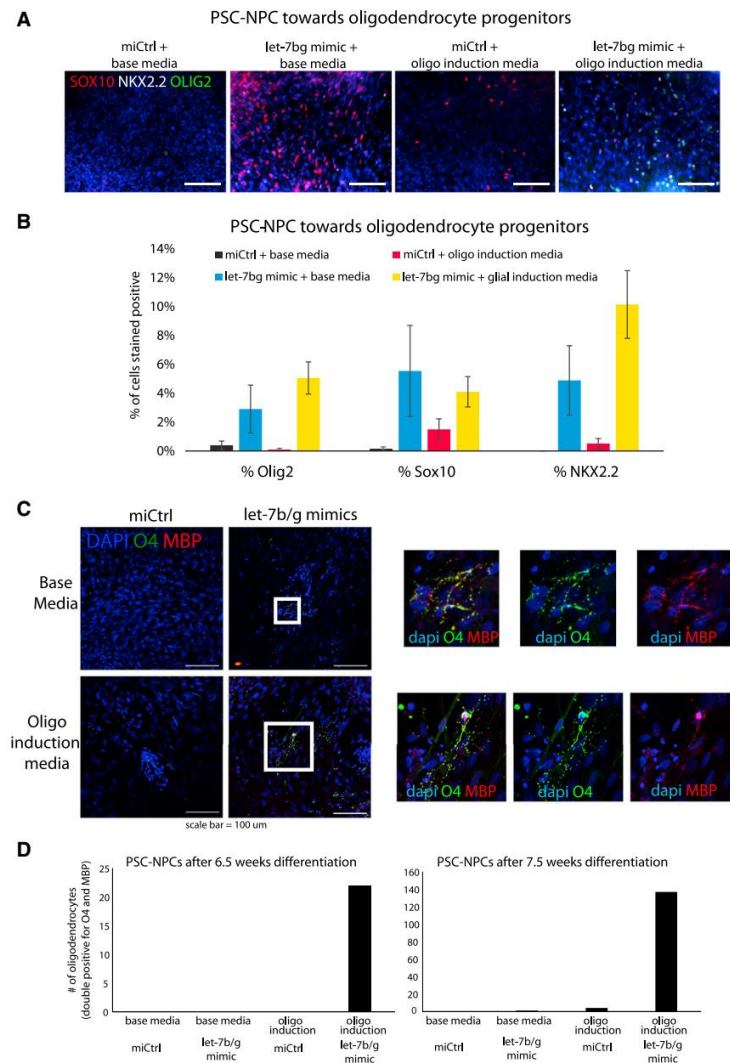 A
PSC-NPC towards oligodendrocyte progenitors
miCtrl +
base media
let-7bg mimic +
base media
miCtrl +
oligo induction media
let-7bg mimic +
oligo induction media
SOX10 NKX2.2 OLIG2
B
PSC-NPC towards oligodendrocyte progenitors
miCtrl + base media
miCtrl + oligo induction media
let-7bg mimic + base media
let-7bg mimic + glial induction media
% of cells stained positive
14%
12%
10%
8%
6%
4%
2%
0%
% Olig2
% Sox10
% NKX2.2
C
miCtrl
let-7b/g mimics
DAPI O4 MBP
Base
Media
dapi O4 MBP
dapi O4
dapi MBP
Oligo
induction
media
dapi O4 MBP
dapi O4
dapi MBP
scale bar = 100 um
D
PSC-NPCs after 6.5 weeks differentiation
# of oligodendrocytes
(double positive for O4 and MBP)
25
20
15
10
5
0
base media
base media
oligo
induction
oligo
induction
miCtrl
let-7b/g
mimic
miCtrl
let-7b/g
mimic
PSC-NPCs after 7.5 weeks differentiation
160
140
120
100
80
60
40
20
0
base media
base media
oligo
induction
oligo
induction
miCtrl
let-7b/g
mimic
miCtrl
let-7b/g
mimic